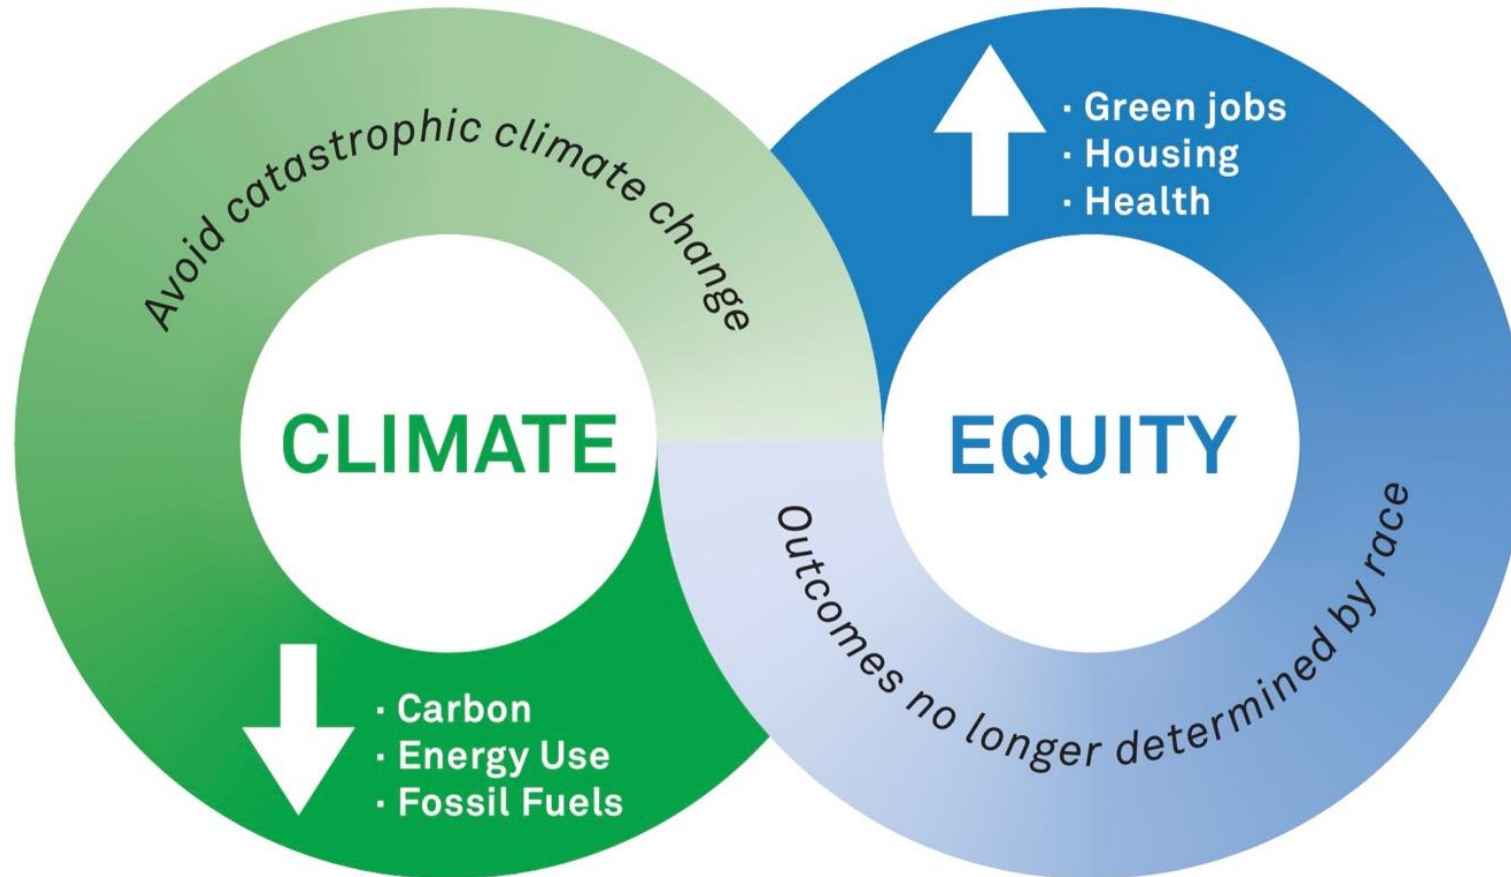 Avoid catastrophic climate change
CLIMATE
· Carbon
· Energy Use
· Fossil Fuels
· Green jobs
· Housing
· Health
EQUITY
Outcomes no longer determined by race